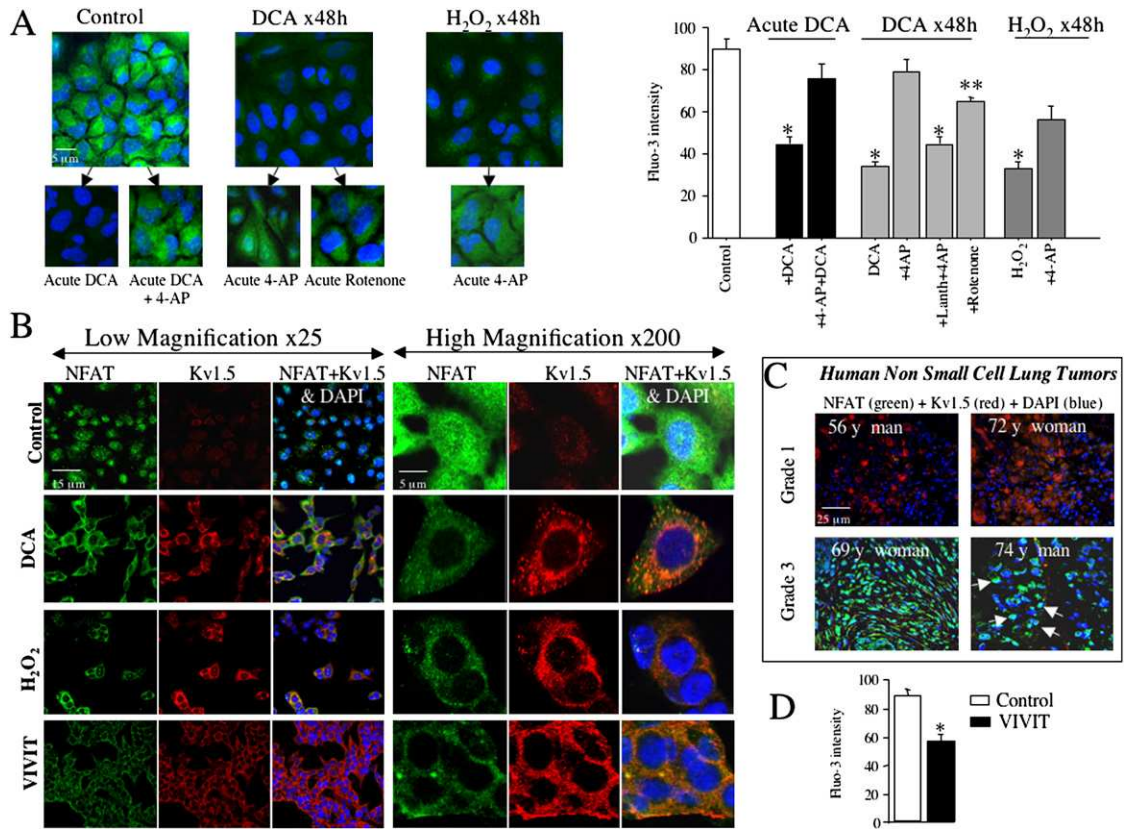 A
Control
DCA x48h
H₂O₂ x48h
5 µm
Acute DCA
Acute DCA + 4-AP
Acute 4-AP
Acute Rotenone
Acute 4-AP
Acute DCA
DCA x48h
H₂O₂ x48h
Fluo-3 intensity
100
80
60
40
20
0
*
*
*
**
*
Control
+DCA
+4-AP+DCA
DCA
+4AP
+Lanth+4AP
+Rotenone
H₂O₂
+4-AP
B
Low Magnification x25
High Magnification x200
NFAT
Kv1.5
NFAT+Kv1.5 & DAPI
NFAT
Kv1.5
NFAT+Kv1.5 & DAPI
Control
15 µm
5 µm
DCA
H₂O₂
VIVIT
C
Human Non Small Cell Lung Tumors
NFAT (green) + Kv1.5 (red) + DAPI (blue)
Grade 1
56 y man
72 y woman
25 µm
Grade 3
69 y woman
74 y man
D
Fluo-3 intensity
100
80
60
40
20
0
*
Control
VIVIT